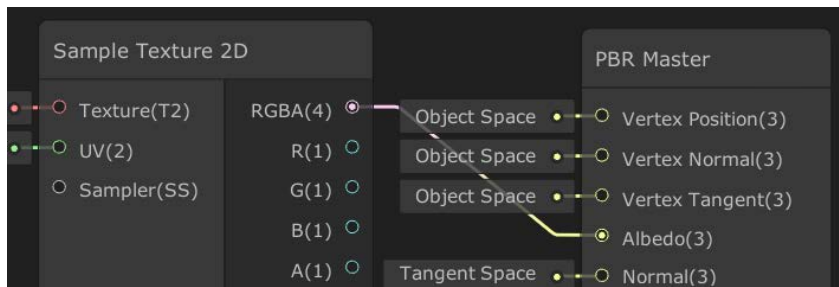 Sample Texture 2D
Texture(T2)
UV(2)
Sampler(SS)
RGBA(4)
R(1)
G(1)
B(1)
A(1)
Object Space
Object Space
Object Space
Tangent Space
PBR Master
Vertex Position(3)
Vertex Normal(3)
Vertex Tangent(3)
Albedo(3)
Normal(3)